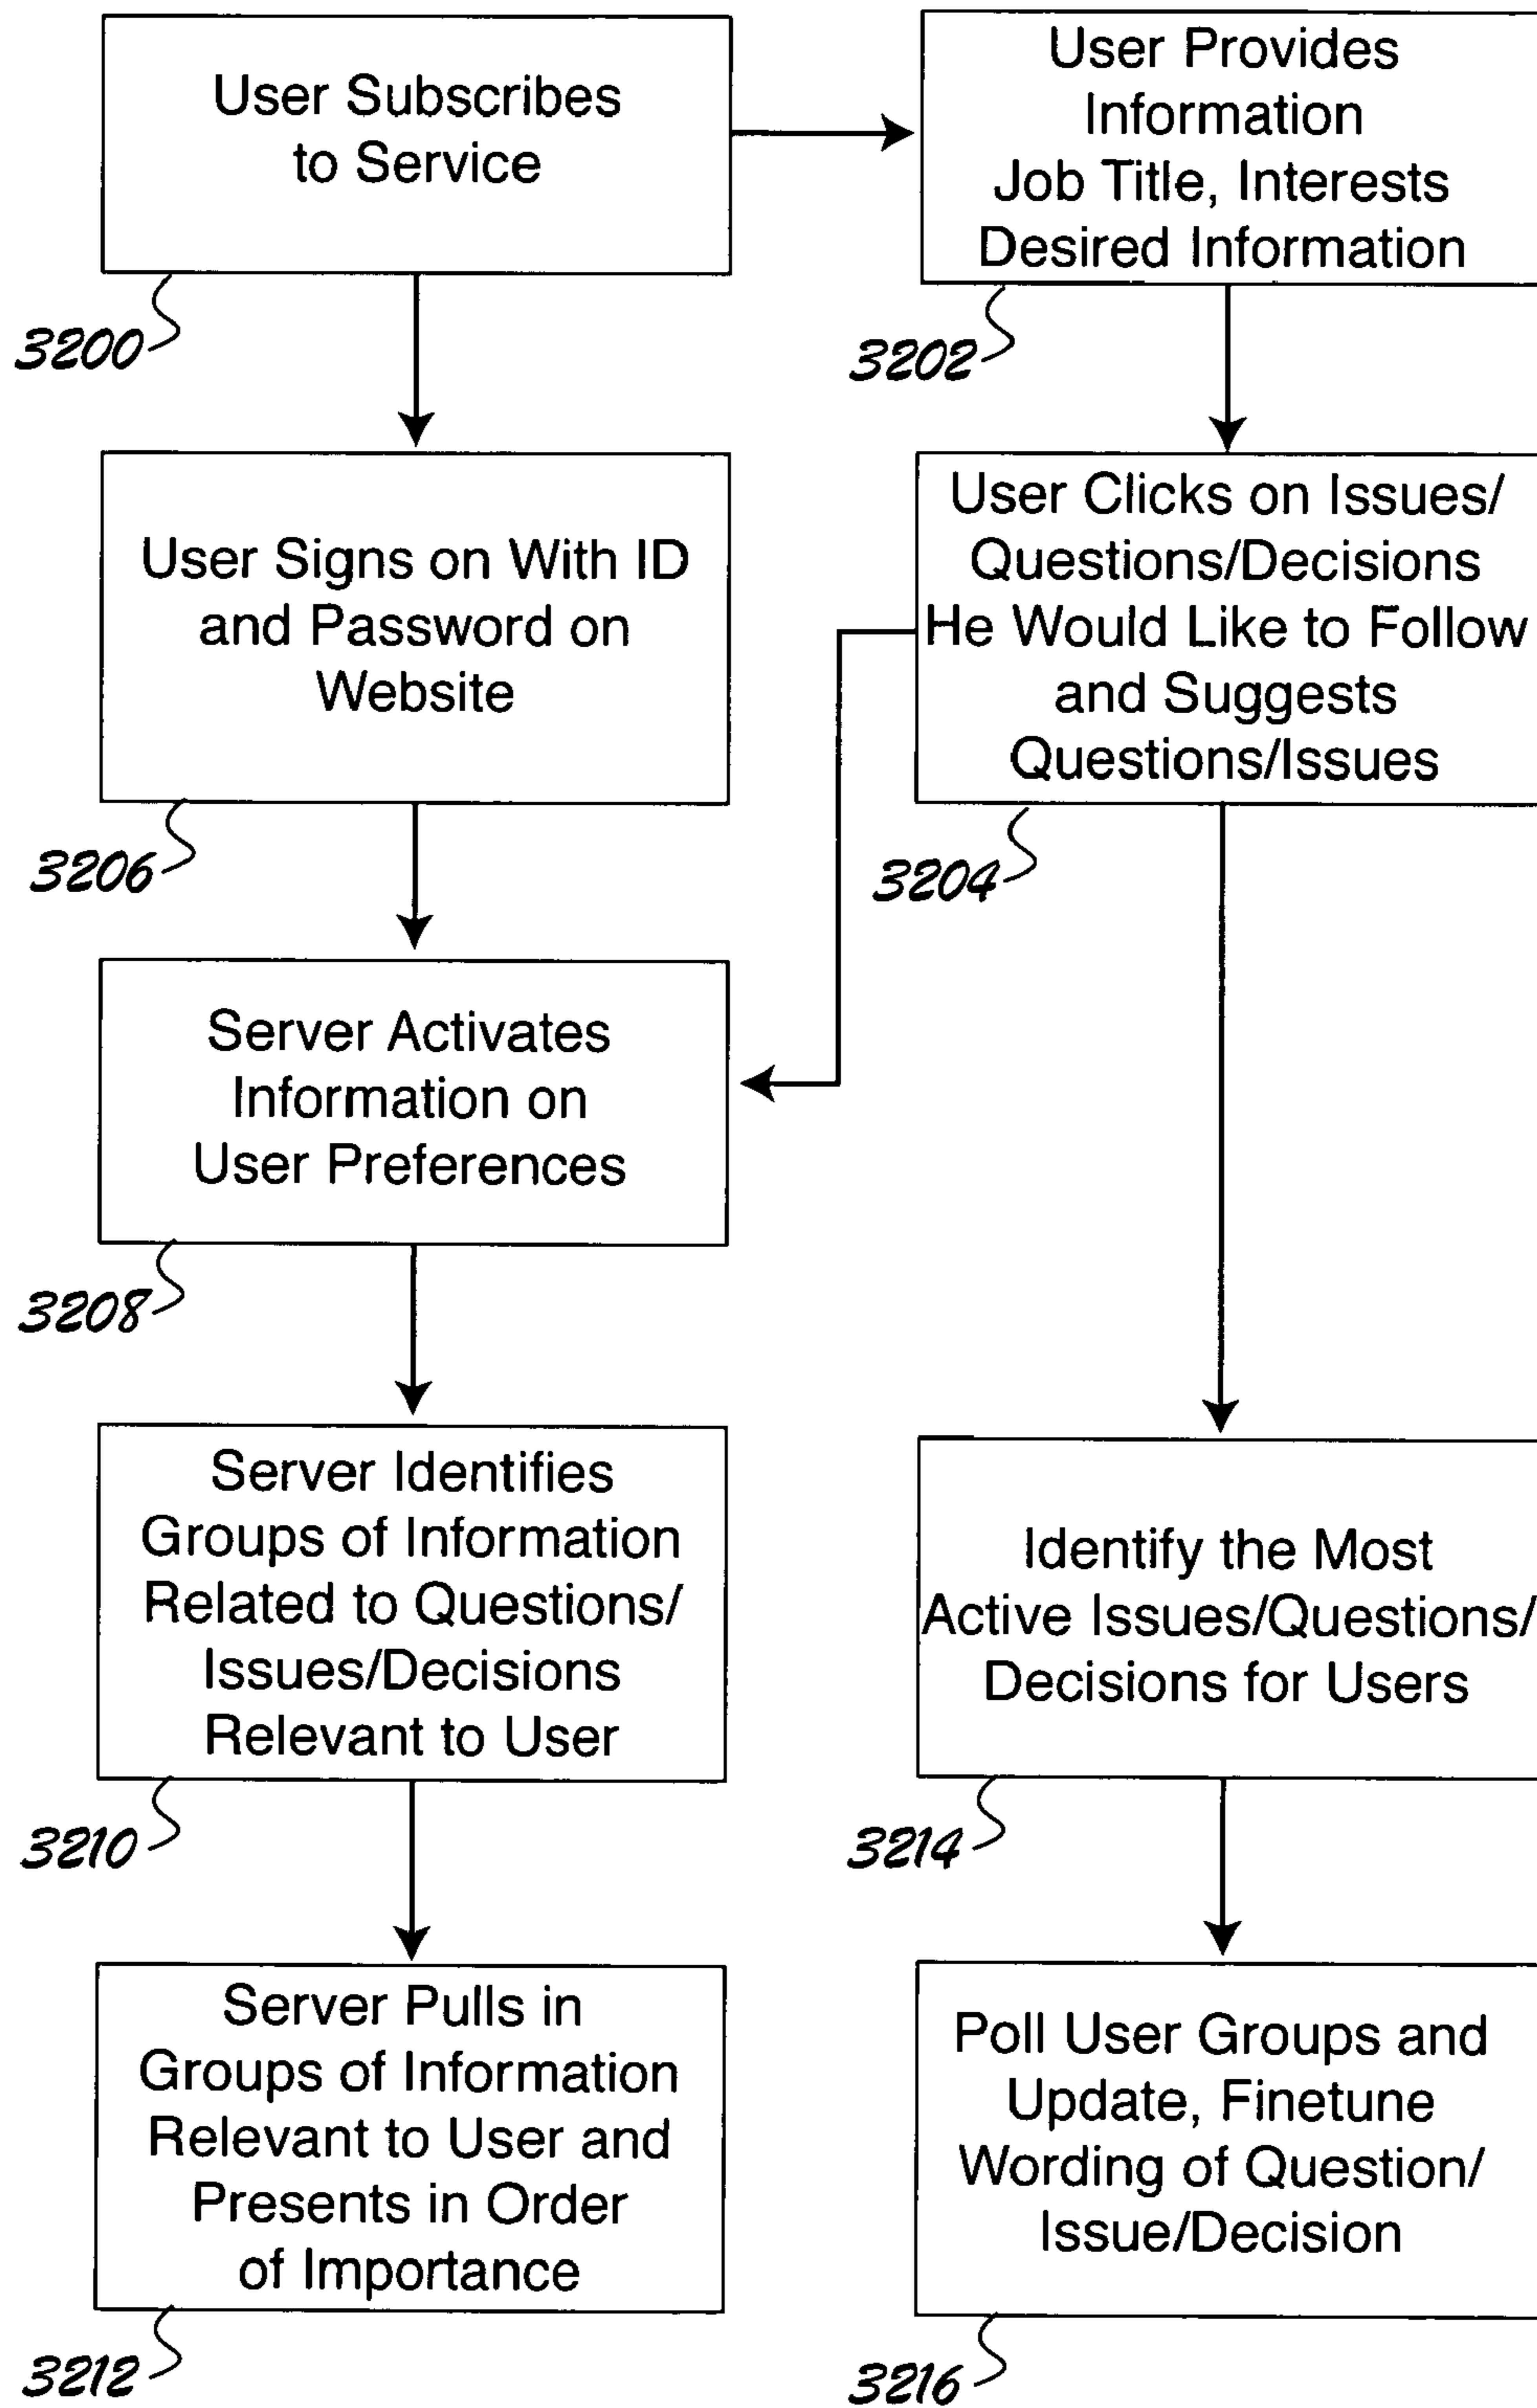 User Subscribes
to Service
3200
User Provides
Information
Job Title, Interests
Desired Information
3202
User Signs on With ID
and Password on
Website
3206
User Clicks on Issues/
Questions/Decisions
He Would Like to Follow
and Suggests
Questions/Issues
3204
Server Activates
Information on
User Preferences
3208
Server Identifies
Groups of Information
Related to Questions/
Issues/Decisions
Relevant to User
3210
Identify the Most
Active Issues/Questions/
Decisions for Users
3214
Server Pulls in
Groups of Information
Relevant to User and
Presents in Order
of Importance
3212
Poll User Groups and
Update, Finetune
Wording of Question/
Issue/Decision
3216